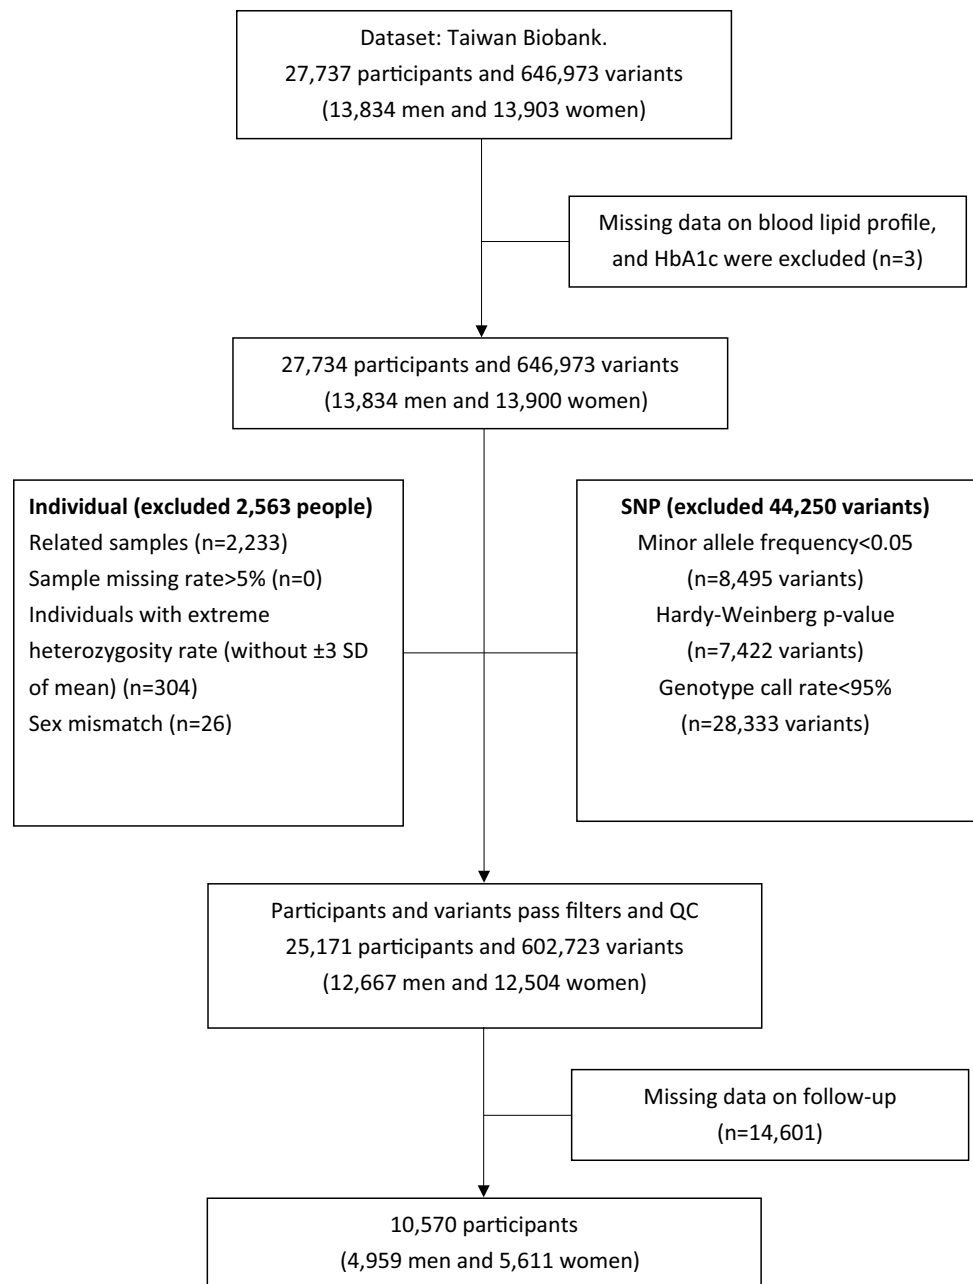 Dataset: Taiwan Biobank.
27,737 participants and 646,973 variants
(13,834 men and 13,903 women)
Missing data on blood lipid profile,
and HbA1c were excluded (n=3)
27,734 participants and 646,973 variants
(13,834 men and 13,900 women)
Individual (excluded 2,563 people)
Related samples (n=2,233)
Sample missing rate>5% (n=0)
Individuals with extreme
heterozygosity rate (without ±3 SD
of mean) (n=304)
Sex mismatch (n=26)
SNP (excluded 44,250 variants)
Minor allele frequency<0.05
(n=8,495 variants)
Hardy-Weinberg p-value
(n=7,422 variants)
Genotype call rate<95%
(n=28,333 variants)
Participants and variants pass filters and QC
25,171 participants and 602,723 variants
(12,667 men and 12,504 women)
Missing data on follow-up
(n=14,601)
10,570 participants
(4,959 men and 5,611 women)